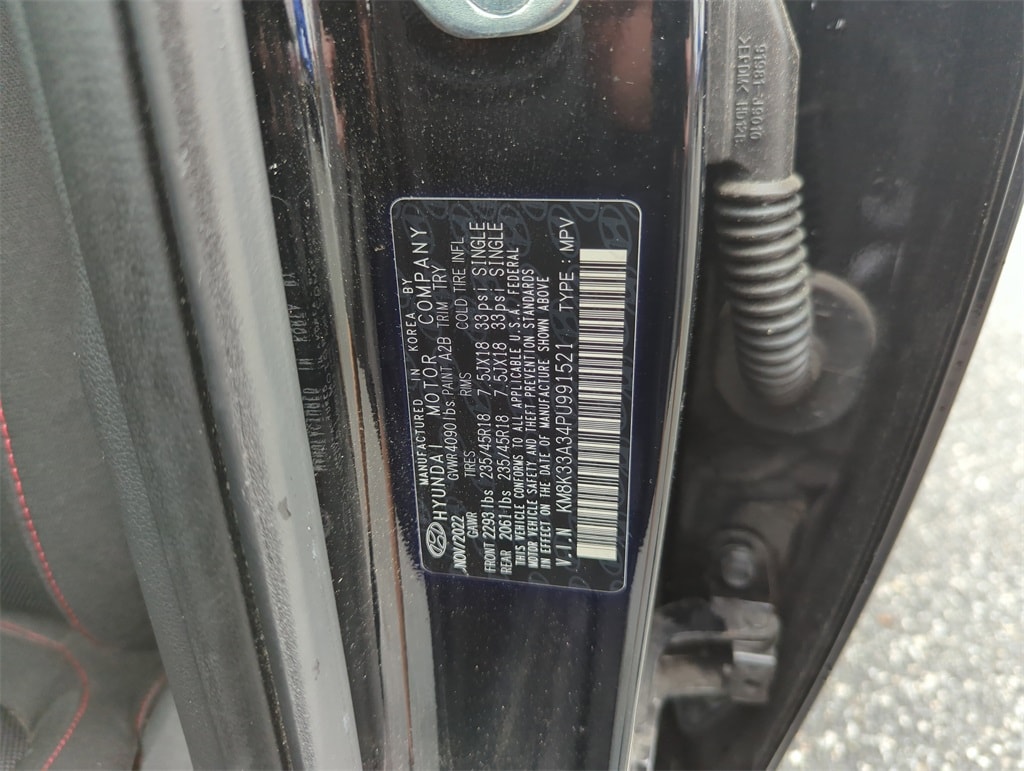 MANUFACTURED IN KOREA BY
HYUNDAI MOTOR COMPANY
NOV/2022 GVWR 4090 lbs PAINT A2B TRIM TRY
GAWR TIRES RIMS COLD TIRE INFL
FRONT 2293 lbs 235/45R18 7.5JX18 33psi SINGLE
REAR 2061 lbs 235/45R18 7.5JX18 33psi SINGLE
THIS VEHICLE CONFORMS TO ALL APPLICABLE U.S.A. FEDERAL
MOTOR VEHICLE SAFETY AND THEFT PREVENTION STANDARDS
IN EFFECT ON THE DATE OF MANUFACTURE SHOWN ABOVE
V.I.N : KM8K33A34PU991521 TYPE : MPV